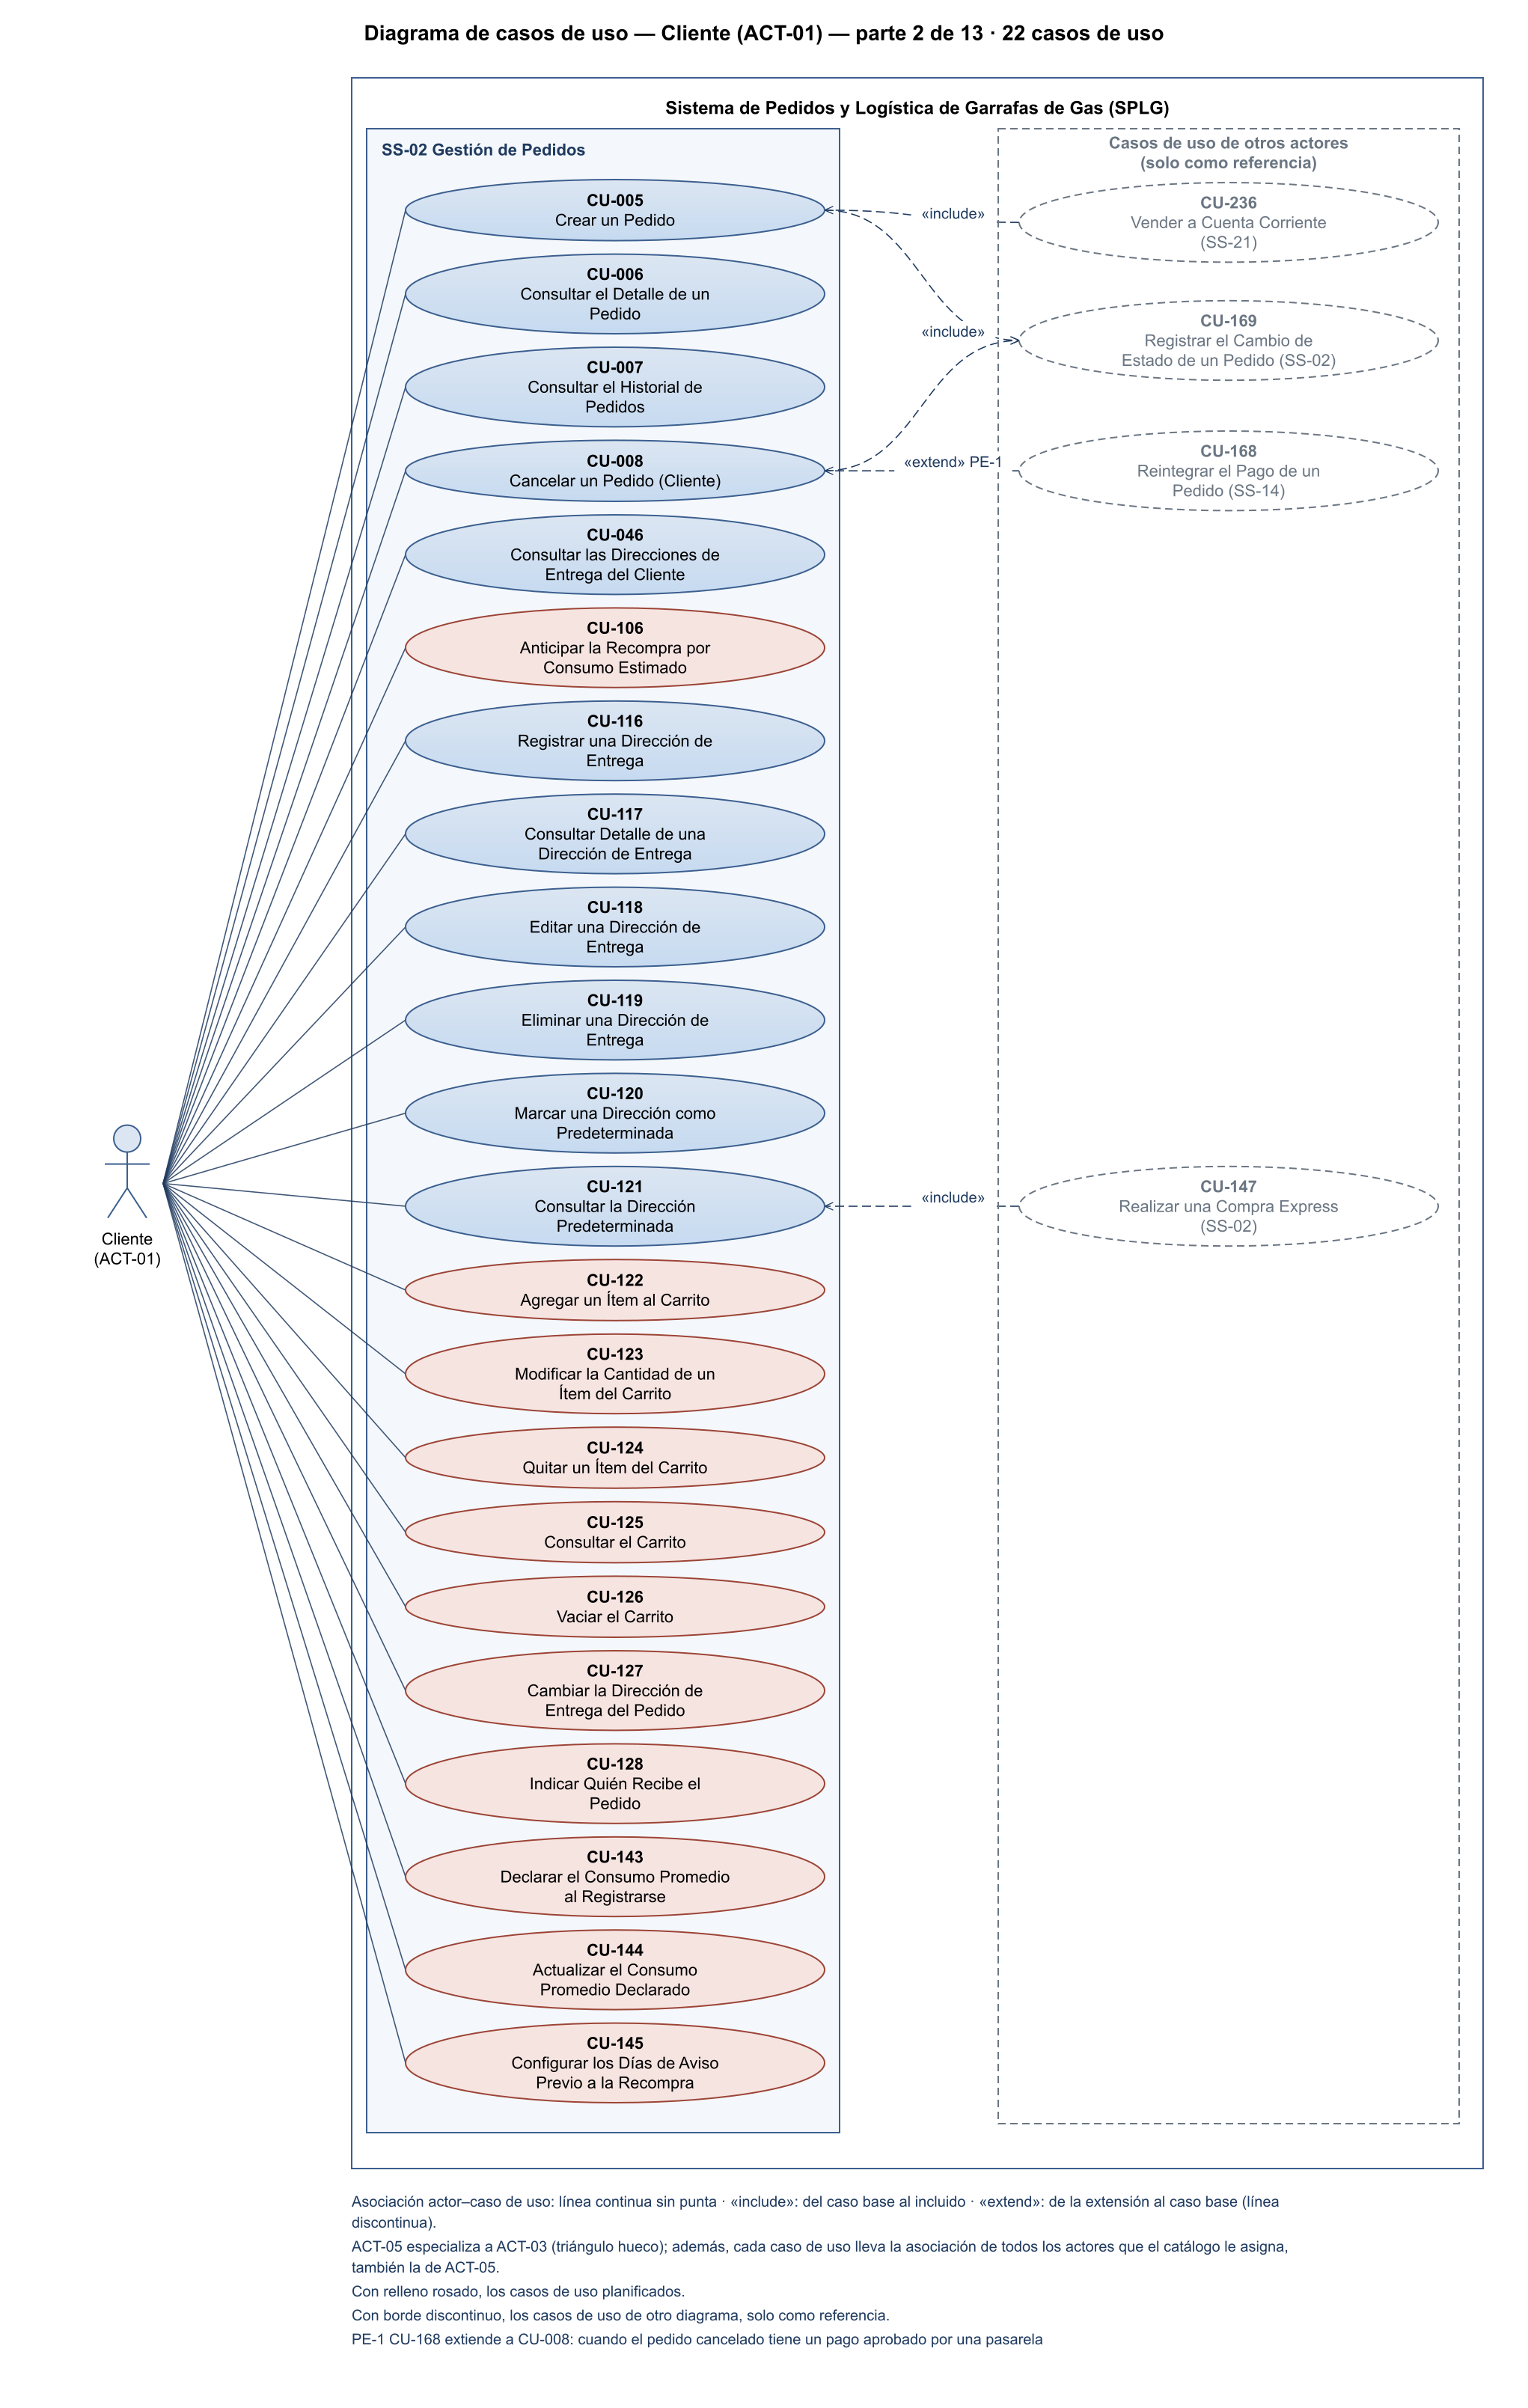 Diagrama de casos de uso — Cliente (ACT-01) — parte 2 de 13 · 22 casos de uso
Sistema de Pedidos y Logística de Garrafas de Gas (SPLG)
SS-02 Gestión de Pedidos
Casos de uso de otros actores
(solo como referencia)
CU-005
Crear un Pedido
«include»
CU-236
Vender a Cuenta Corriente
(SS-21)
CU-006
Consultar el Detalle de un
Pedido
«include»
CU-169
Registrar el Cambio de
Estado de un Pedido (SS-02)
CU-007
Consultar el Historial de
Pedidos
CU-008
Cancelar un Pedido (Cliente)
«extend» PE-1
CU-168
Reintegrar el Pago de un
Pedido (SS-14)
CU-046
Consultar las Direcciones de
Entrega del Cliente
CU-106
Anticipar la Recompra por
Consumo Estimado
CU-116
Registrar una Dirección de
Entrega
CU-117
Consultar Detalle de una
Dirección de Entrega
CU-118
Editar una Dirección de
Entrega
CU-119
Eliminar una Dirección de
Entrega
CU-120
Marcar una Dirección como
Predeterminada
Cliente
(ACT-01)
CU-121
Consultar la Dirección
Predeterminada
«include»
CU-147
Realizar una Compra Express
(SS-02)
CU-122
Agregar un Ítem al Carrito
CU-123
Modificar la Cantidad de un
Ítem del Carrito
CU-124
Quitar un Ítem del Carrito
CU-125
Consultar el Carrito
CU-126
Vaciar el Carrito
CU-127
Cambiar la Dirección de
Entrega del Pedido
CU-128
Indicar Quién Recibe el
Pedido
CU-143
Declarar el Consumo Promedio
al Registrarse
CU-144
Actualizar el Consumo
Promedio Declarado
CU-145
Configurar los Días de Aviso
Previo a la Recompra
Asociación actor–caso de uso: línea continua sin punta · «include»: del caso base al incluido · «extend»: de la extensión al caso base (línea
discontinua).
ACT-05 especializa a ACT-03 (triángulo hueco); además, cada caso de uso lleva la asociación de todos los actores que el catálogo le asigna,
también la de ACT-05.
Con relleno rosado, los casos de uso planificados.
Con borde discontinuo, los casos de uso de otro diagrama, solo como referencia.
PE-1 CU-168 extiende a CU-008: cuando el pedido cancelado tiene un pago aprobado por una pasarela